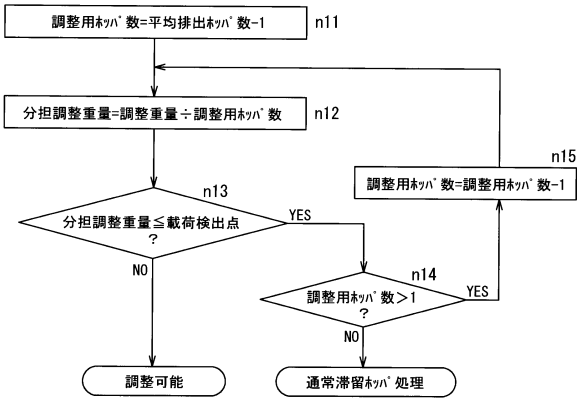 調整用ﾎｯﾊﾟ数=平均排出ﾎｯﾊﾟ数-1
n11
分担調整重量=調整重量÷調整用ﾎｯﾊﾟ数
n12
n15
調整用ﾎｯﾊﾟ数=調整用ﾎｯﾊﾟ数-1
n13
分担調整重量≦載荷検出点
?
YES
NO
n14
調整用ﾎｯﾊﾟ数>1
?
YES
NO
調整可能
通常滞留ﾎｯﾊﾟ処理